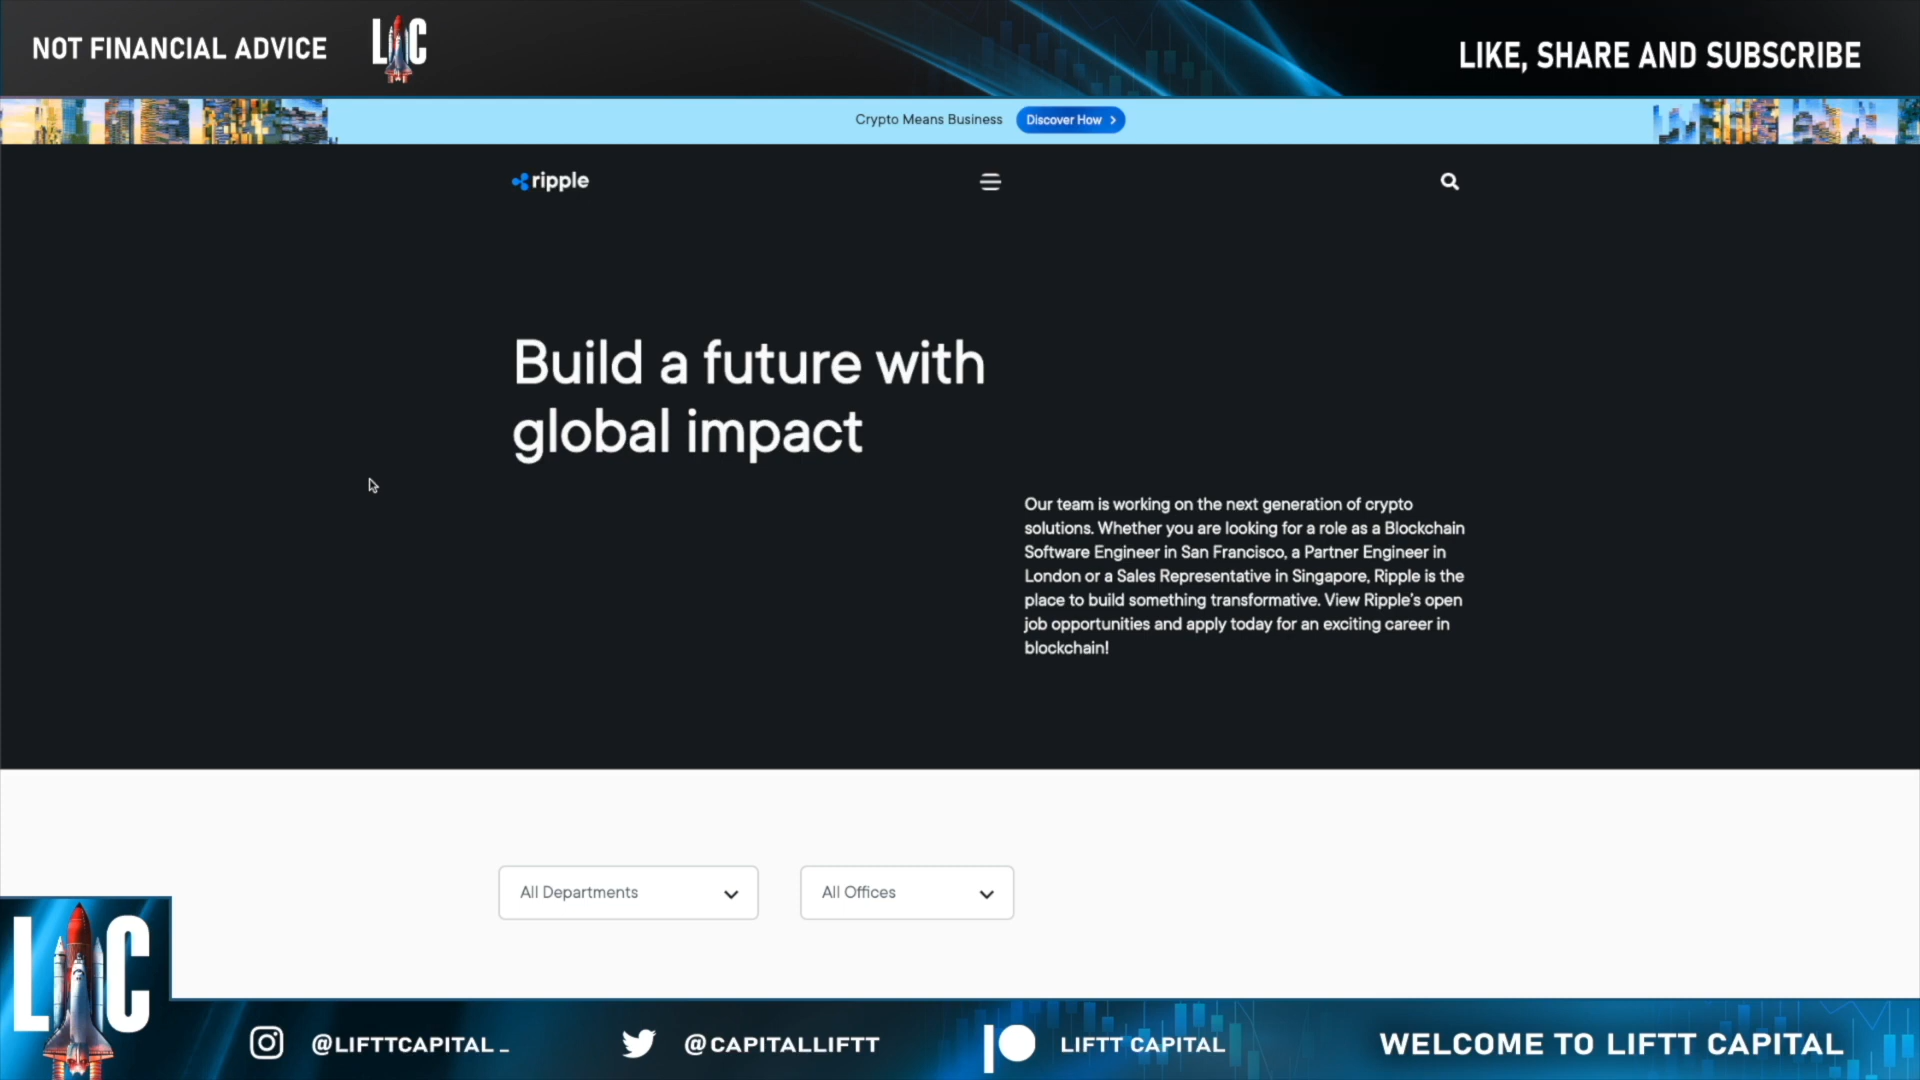 NOT FINANCIAL ADVICE
LC
LIKE, SHARE AND SUBSCRIBE
Crypto Means Business
Discover How
ripple
Build a future with
global impact
Our team is working on the next generation of crypto
solutions. Whether you are looking for a role as a Blockchain
Software Engineer in San Francisco, a Partner Engineer in
London or a Sales Representative in Singapore, Ripple is the
place to build something transformative. View Ripple's open
job opportunities and apply today for an exciting career in
blockchain!
All Departments
All Offices
LC
@LIFTTCAPITAL_
@CAPITALLIFTT
LIFTT CAPITAL
WELCOME TO LIFTT CAPITAL